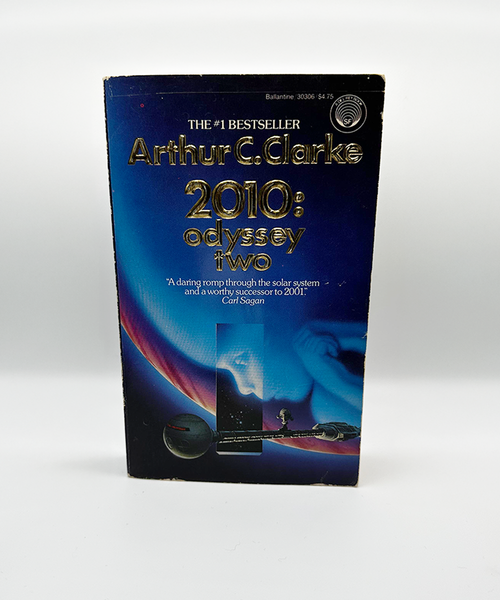 Ballantine 30306 $4.75
SF
THE #1 BESTSELLER
Arthur C. Clarke
2010:
odyssey
two
"A daring romp through the solar system
and a worthy successor to 2001."
Carl Sagan